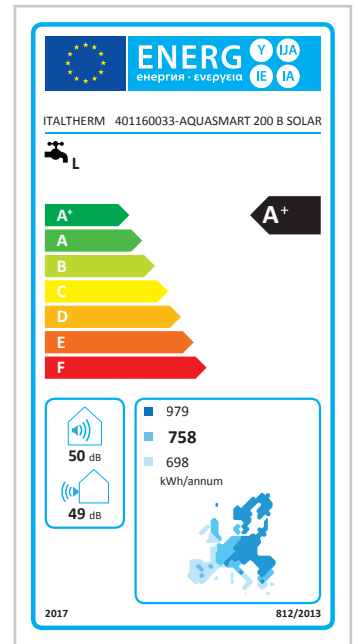 ENERG Y IJA
енергия · ενεργεια IE IA
ITALTHERM 401160033-AQUASMART 200 B SOLAR
L
A+
A+
A
B
C
D
E
F
50 dB
49 dB
979
758
698
kWh/annum
2017 812/2013